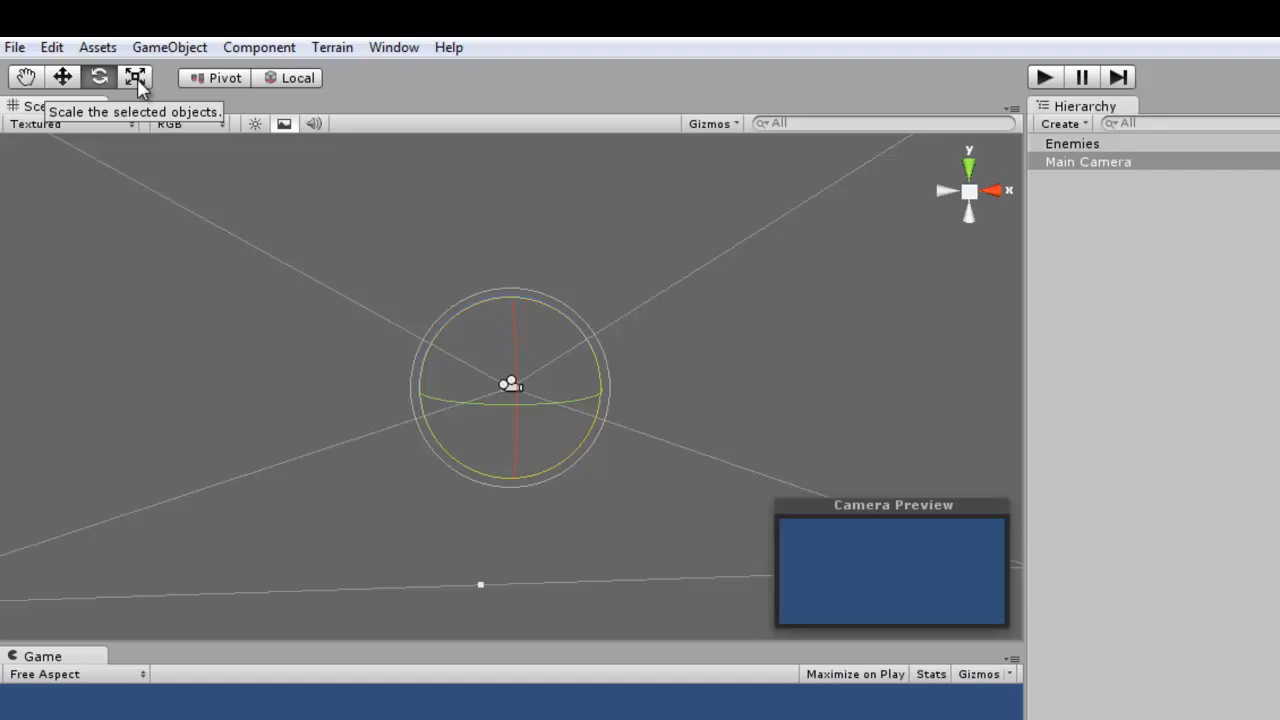 File Edit Assets GameObject Component Terrain Window Help
Pivot Local
Sce
Scale the selected objects.
Hierarchy
Textured RGB Gizmos All
Create All
Enemies
Main Camera
y
x
Camera Preview
Game
Free Aspect Maximize on Play Stats Gizmos